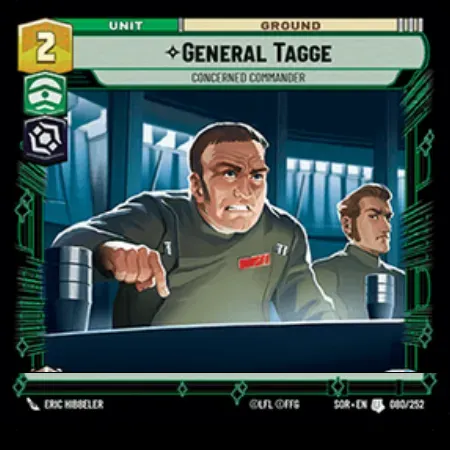 2
UNIT
GROUND
GENERAL TAGGE
CONCERNED COMMANDER
ERIC HIBBELER
©LFL ©FFG
SOR • EN
080/252